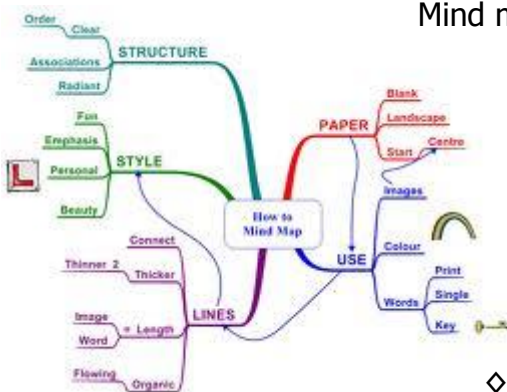 Mind m
Order
Clear
STRUCTURE
Associations
Radiant
Fun
Emphasis
STYLE
Personal
Beauty
L
Blank
PAPER
Landscape
Start
Centre
Images
How to
Mind Map
Colour
USE
Print
Words
Single
Key
Connect
Thinner 2
Thicker
LINES
Image
= Length
Word
Flowing
Organic